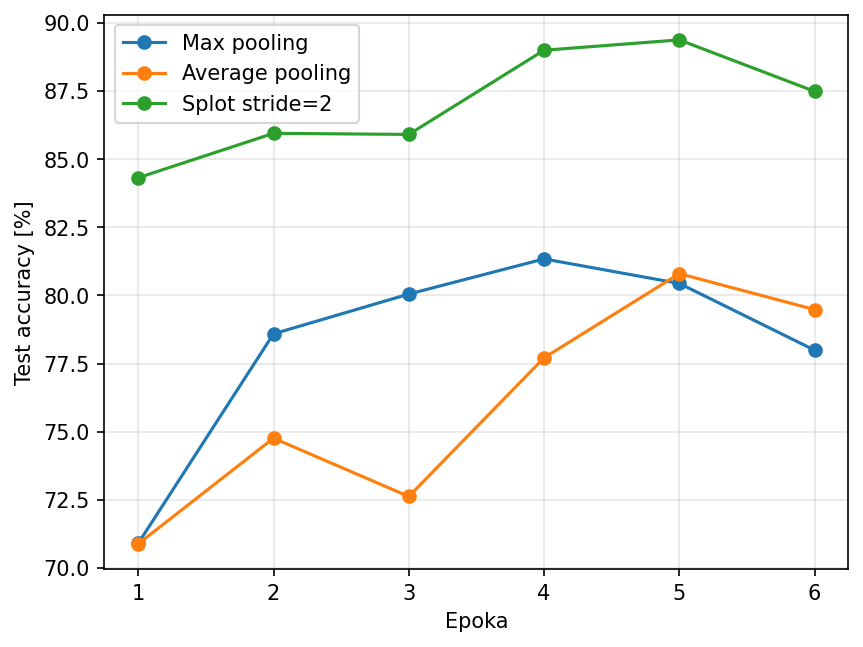 Max pooling
Average pooling
Splot stride=2
90.0
87.5
85.0
82.5
80.0
77.5
75.0
72.5
70.0
Test accuracy [%]
1 2 3 4 5 6
Epoka